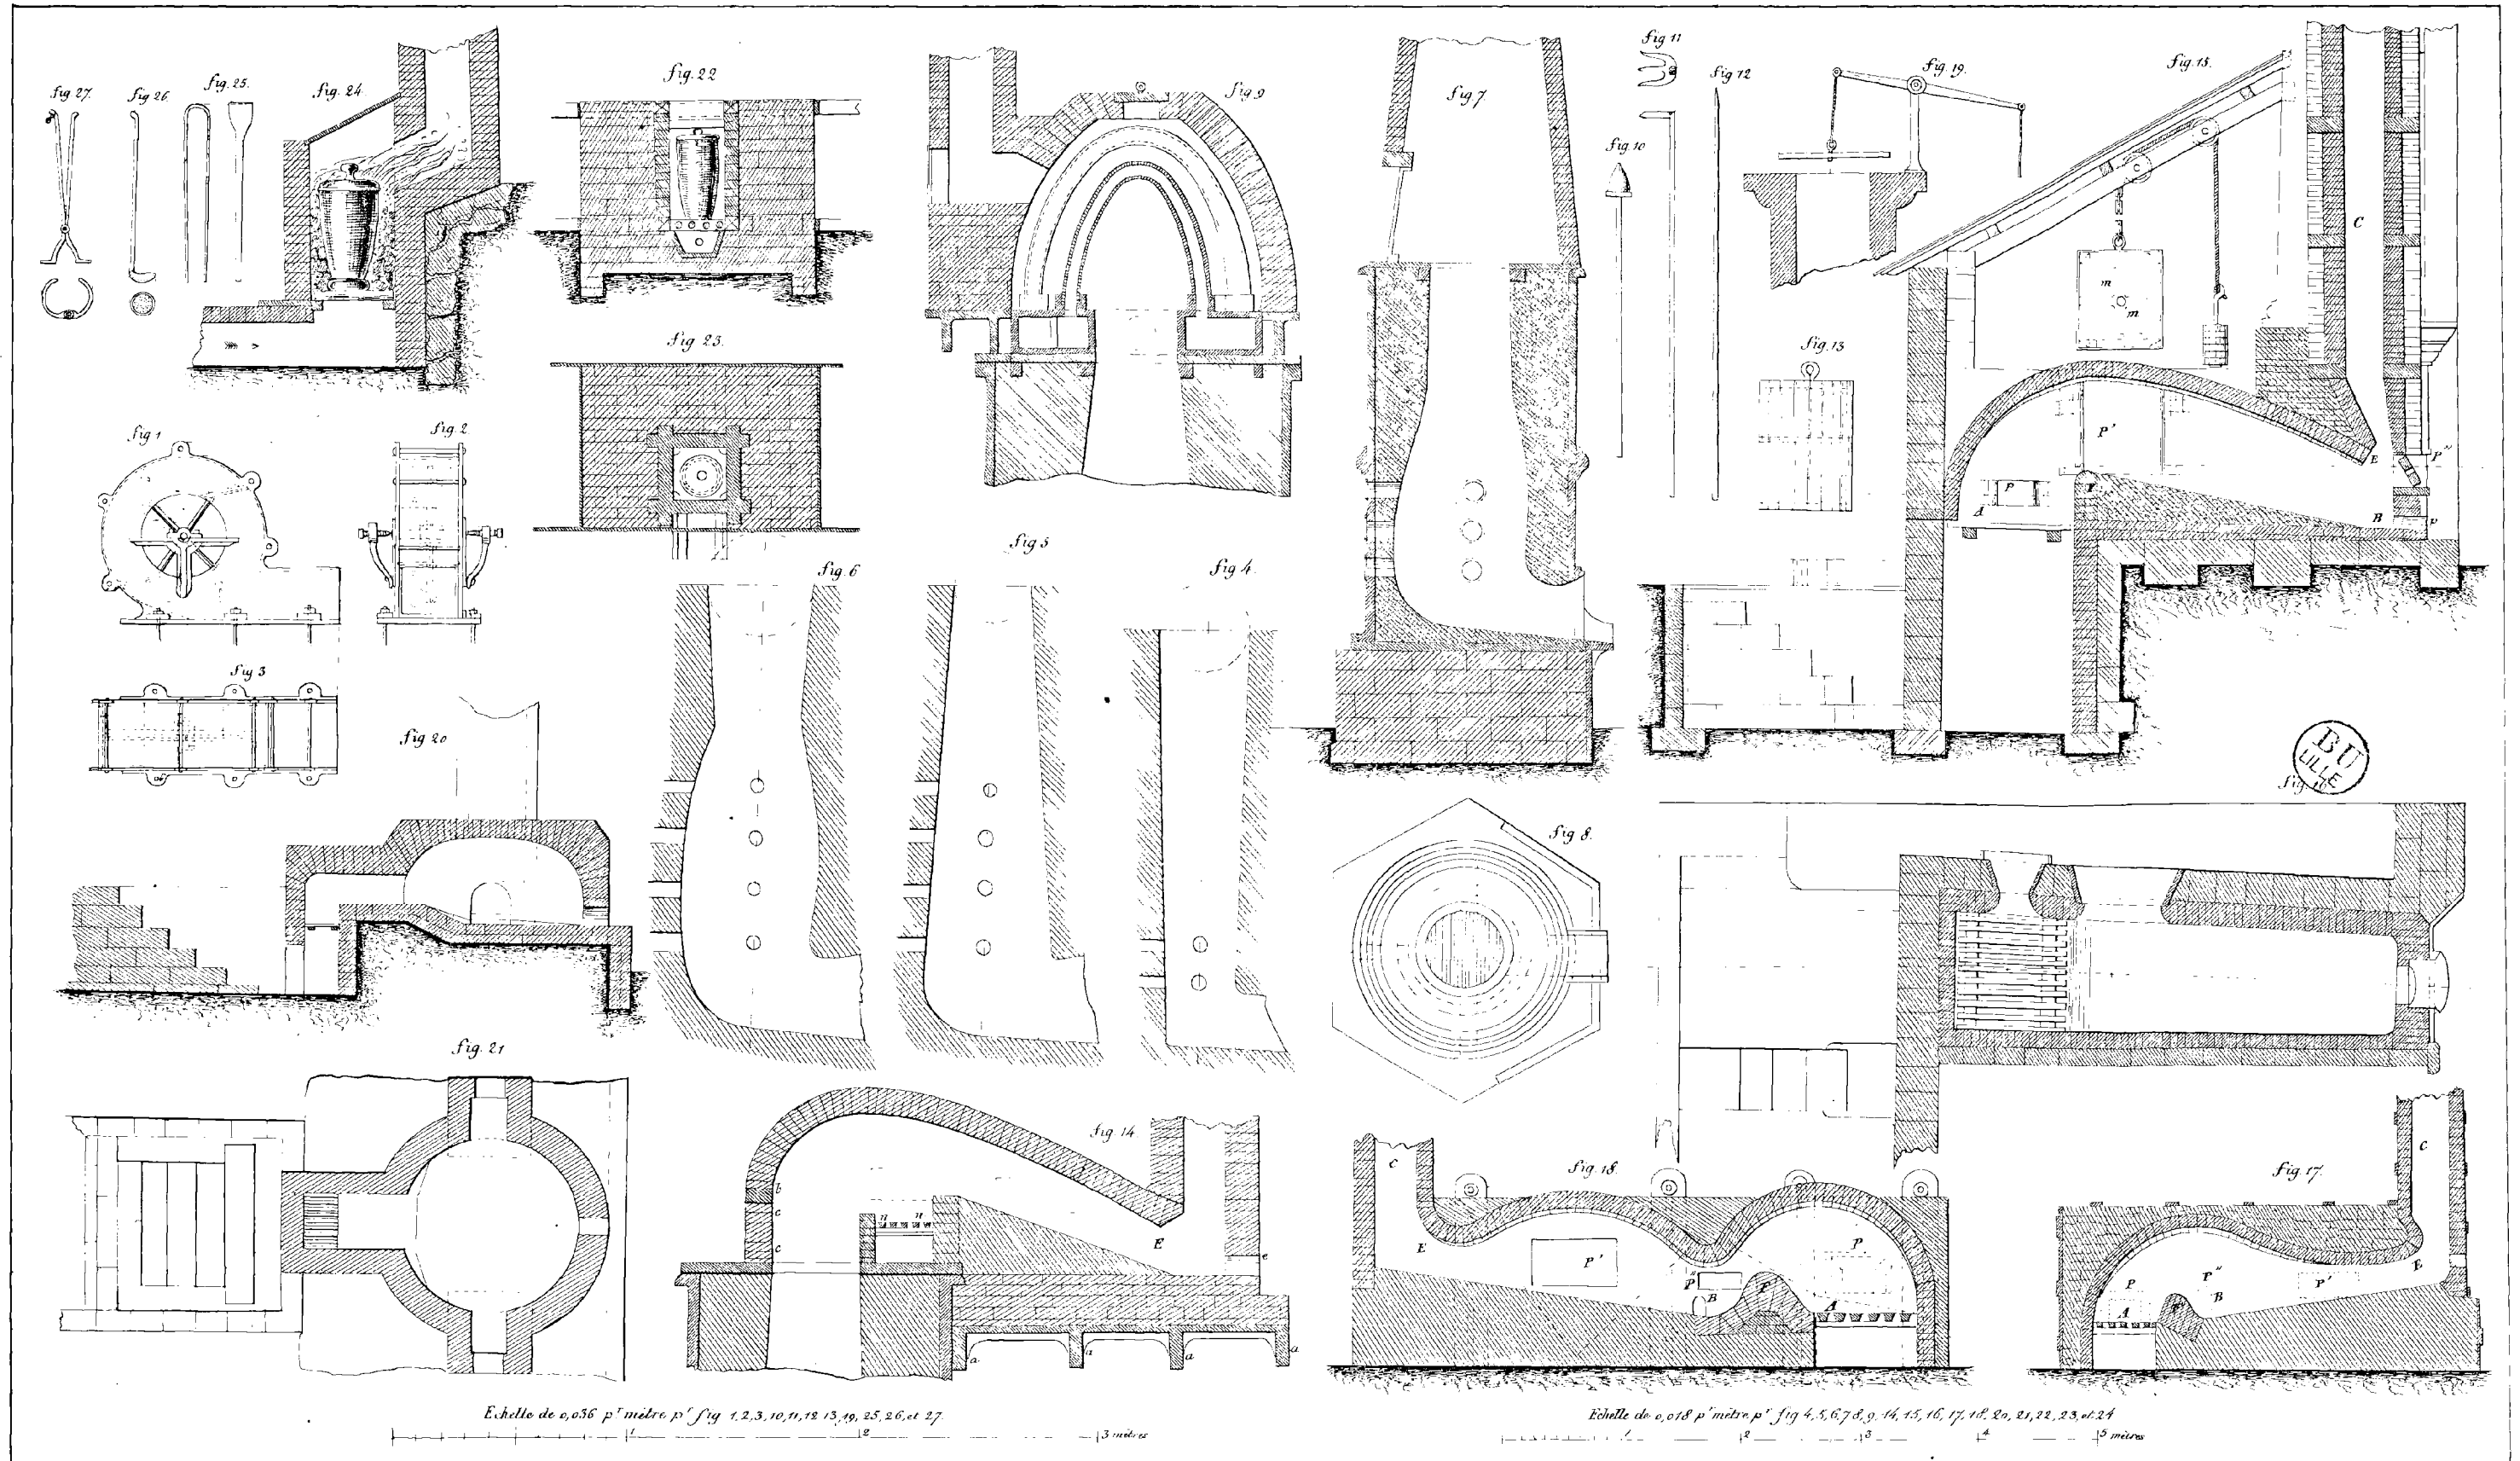 fig 27.
fig 26.
fig. 25.
fig. 24.
fig. 22
fig 9
fig. 7.
fig 11
fig 12
fig. 10
fig. 19.
fig. 15.
C
m
m
fig. 13
P'
E
P'''
P
A
F
B
P
fig. 23.
fig 1
fig. 2
fig 3
fig. 6
fig 5
fig 4.
BU
LILLE
fig. 16
fig 20
fig 8.
fig. 21
fig. 14.
b
c
c
n
n
E
e
a
a
a
a
fig. 18.
C
E
P'
P
P''
B
F
A
fig. 17.
C
E
P
P''
P'
B
A
F
Echelle de 0,036 pr mètre pr fig 1, 2, 3, 10, 11, 12 13, 19, 25, 26, et 27.
1 2 3 mètres
Echelle de 0,018 pr mètre pr fig 4, 5, 6, 7 8, 9, 14, 15, 16, 17, 18, 20, 21, 22, 23, et 24
1 2 3 4 5 mètres